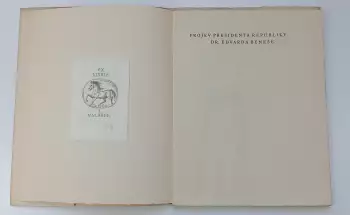 EX
LIBRIS
PROJEV PRESIDENTA REPUBLIKY
DR. EDVARDA BENEŠE